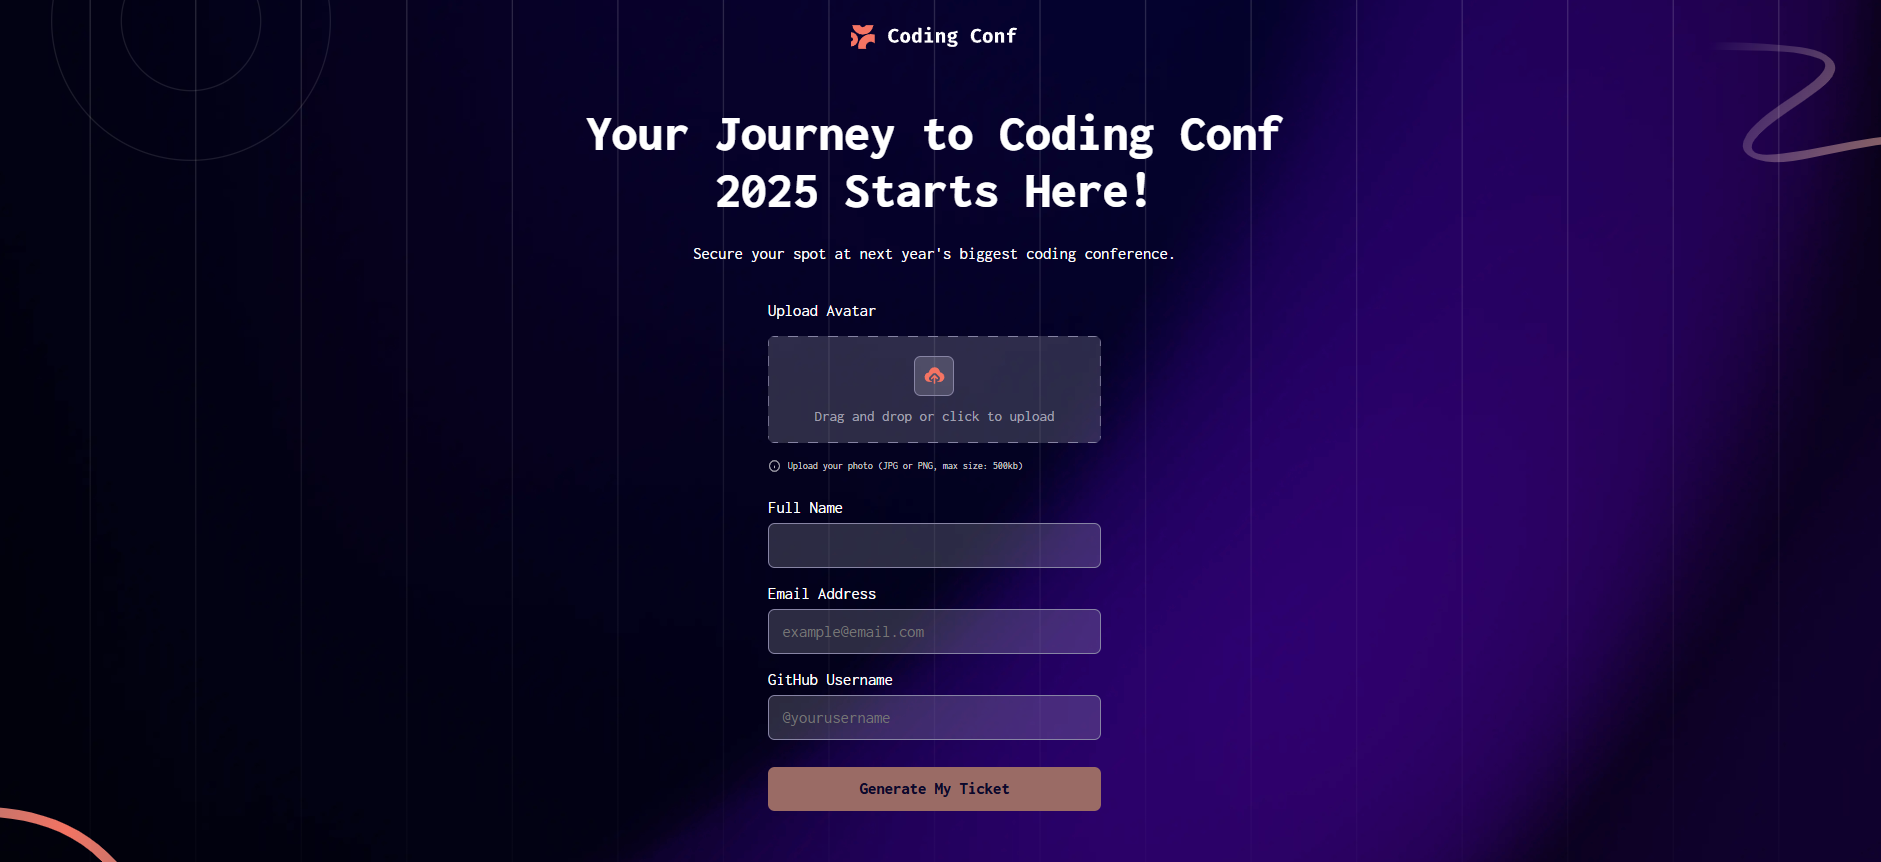 Coding Conf
Your Journey to Coding Conf
2025 Starts Here!
Secure your spot at next year's biggest coding conference.
Upload Avatar
Drag and drop or click to upload
Upload your photo (JPG or PNG, max size: 500kb)
Full Name
Email Address
example@email.com
GitHub Username
@yourusername
Generate My Ticket